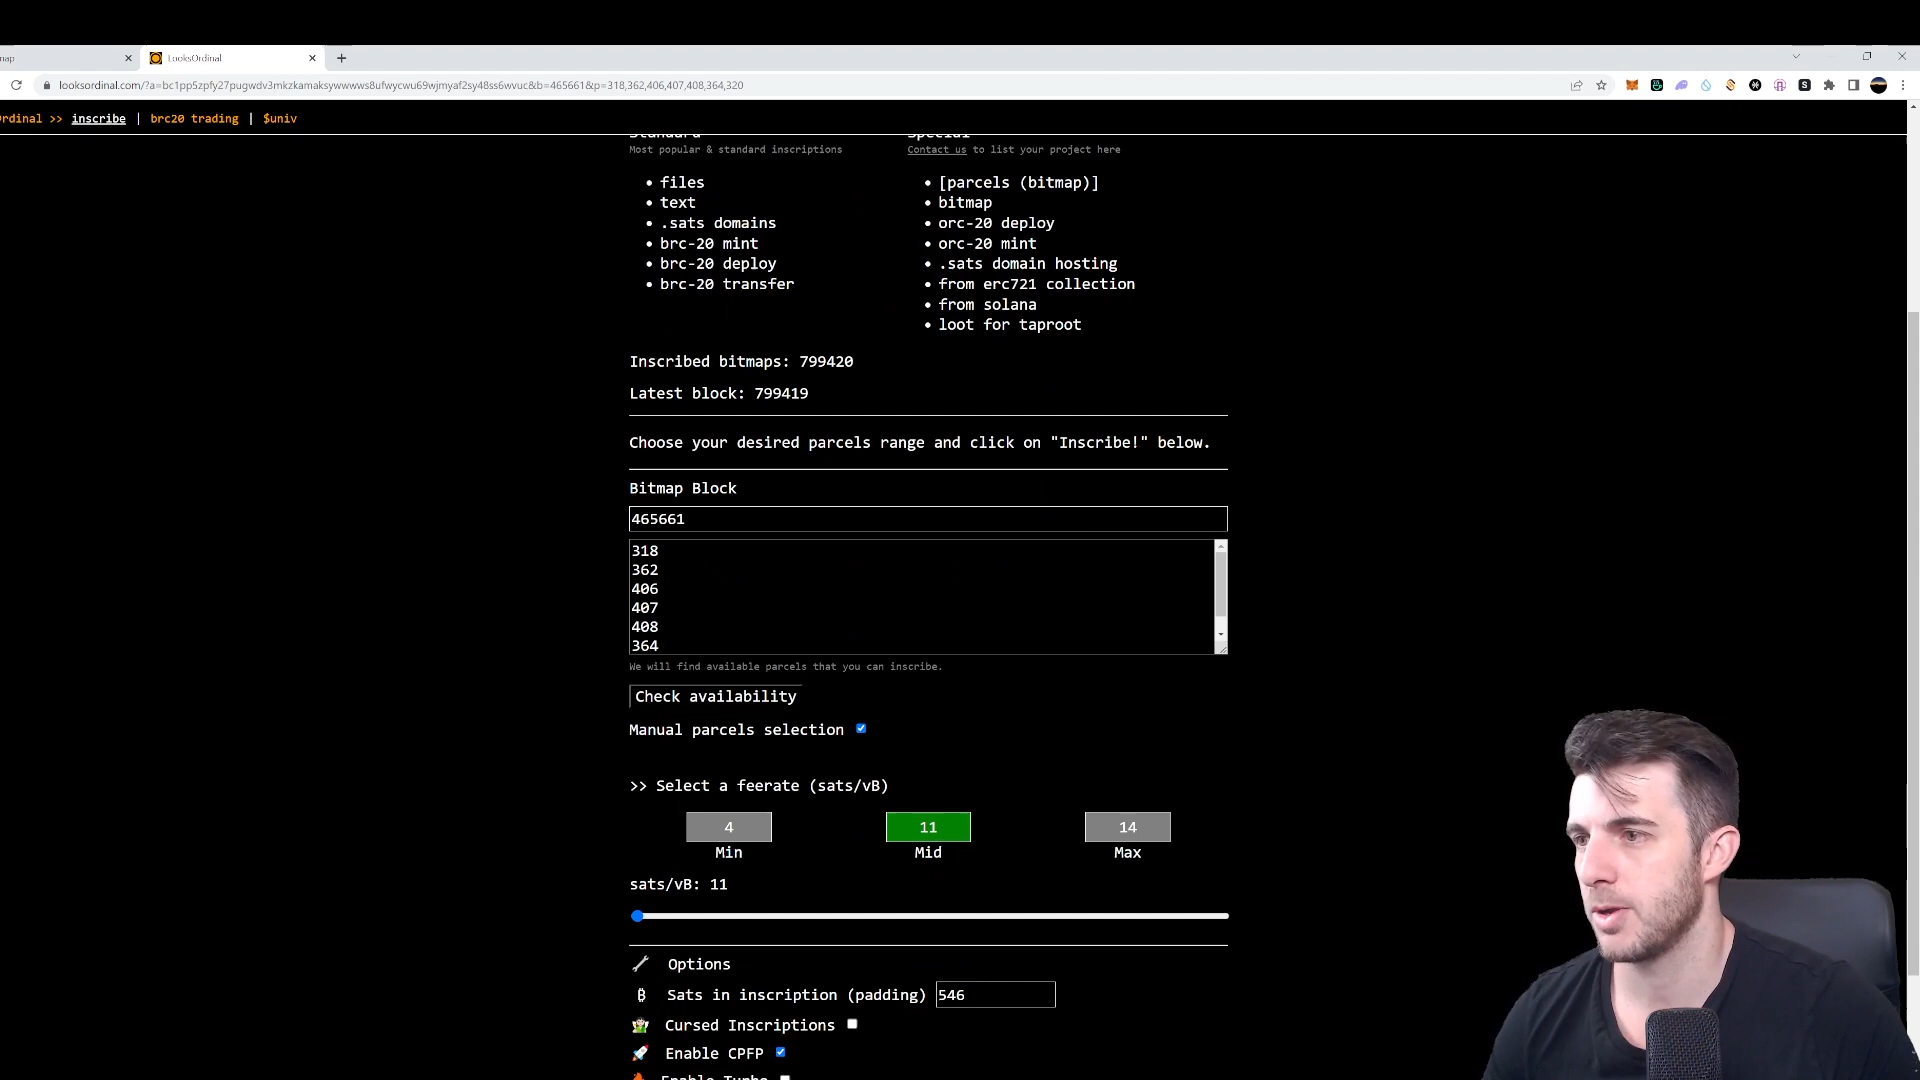 map
LooksOrdinal
looksordinal.com/?a=bc1pp5zpfy27pugwdv3mkzkamaksywwwws8ufwycwu69wjmyaf2sy48ss6wvuc&b=465661&p=318,362,406,407,408,364,320
rdinal >> inscribe | brc20 trading | $univ
Standard
Most popular & standard inscriptions
• files
• text
• .sats domains
• brc-20 mint
• brc-20 deploy
• brc-20 transfer
Special
Contact us to list your project here
• [parcels (bitmap)]
• bitmap
• orc-20 deploy
• orc-20 mint
• .sats domain hosting
• from erc721 collection
• from solana
• loot for taproot
Inscribed bitmaps: 799420
Latest block: 799419
Choose your desired parcels range and click on "Inscribe!" below.
Bitmap Block
465661
318
362
406
407
408
364
We will find available parcels that you can inscribe.
Check availability
Manual parcels selection
>> Select a feerate (sats/vB)
4
Min
11
Mid
14
Max
sats/vB: 11
Options
Sats in inscription (padding) 546
Cursed Inscriptions
Enable CPFP
Enable Turbo